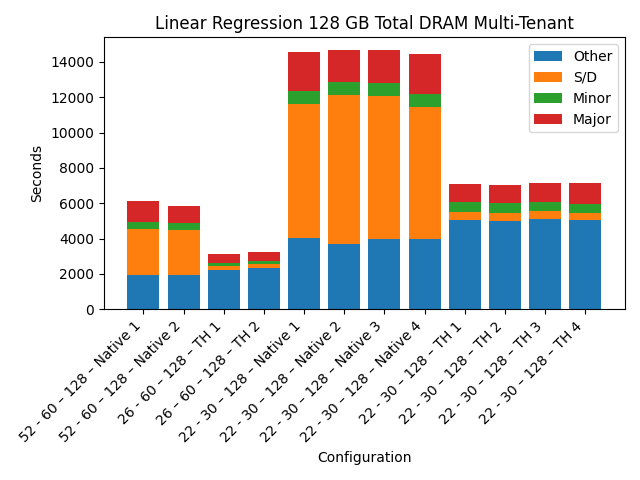 Linear Regression 128 GB Total DRAM Multi-Tenant
Other
S/D
Minor
Major
Seconds
14000
12000
10000
8000
6000
4000
2000
0
52 - 60 - 128 - Native 1
52 - 60 - 128 - Native 2
26 - 60 - 128 - TH 1
26 - 60 - 128 - TH 2
22 - 30 - 128 - Native 1
22 - 30 - 128 - Native 2
22 - 30 - 128 - Native 3
22 - 30 - 128 - Native 4
22 - 30 - 128 - TH 1
22 - 30 - 128 - TH 2
22 - 30 - 128 - TH 3
22 - 30 - 128 - TH 4
Configuration